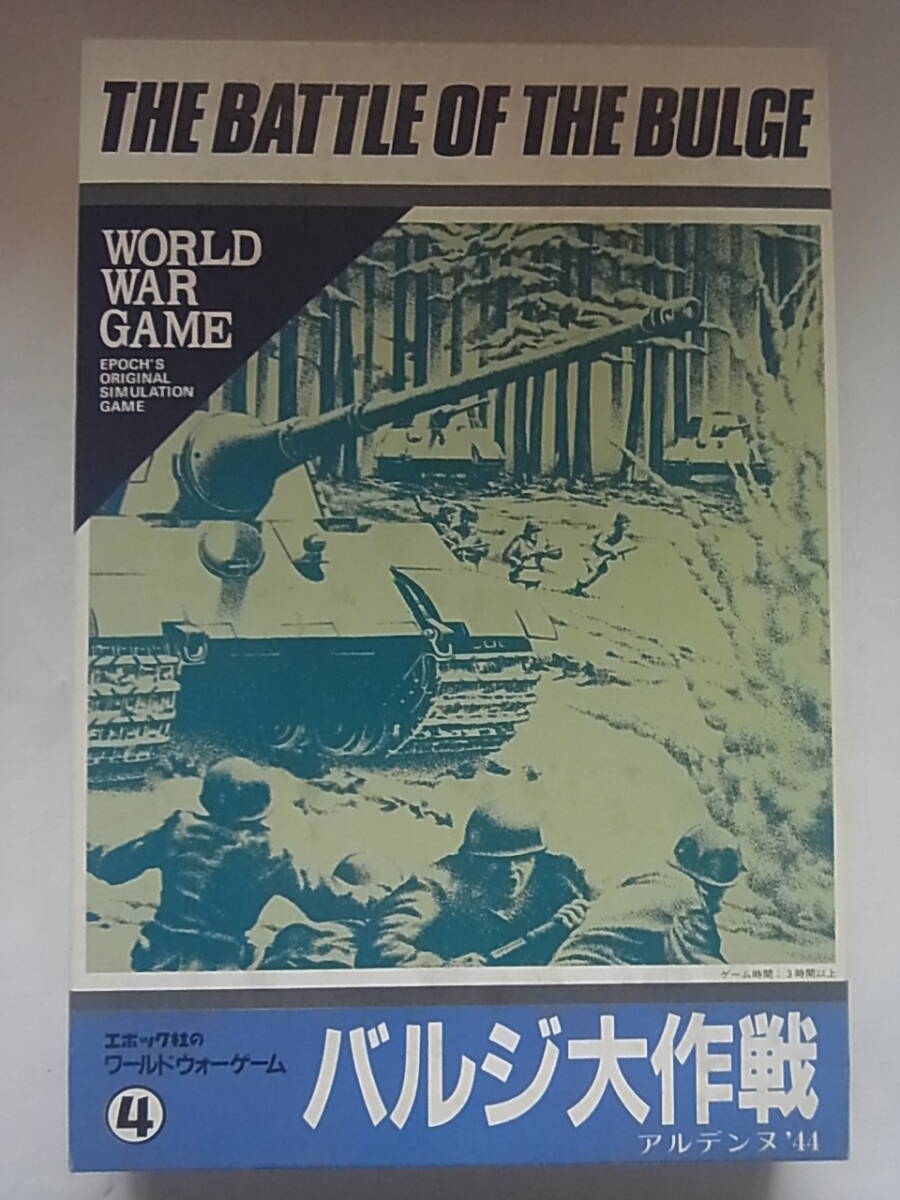 THE BATTLE OF THE BULGE
WORLD
WAR
GAME
EPOCH'S
ORIGINAL
SIMULATION
GAME
ゲーム時間：3時間以上
エポック社の
ワールドウォーゲーム
4
バルジ大作戦
アルデンヌ'44